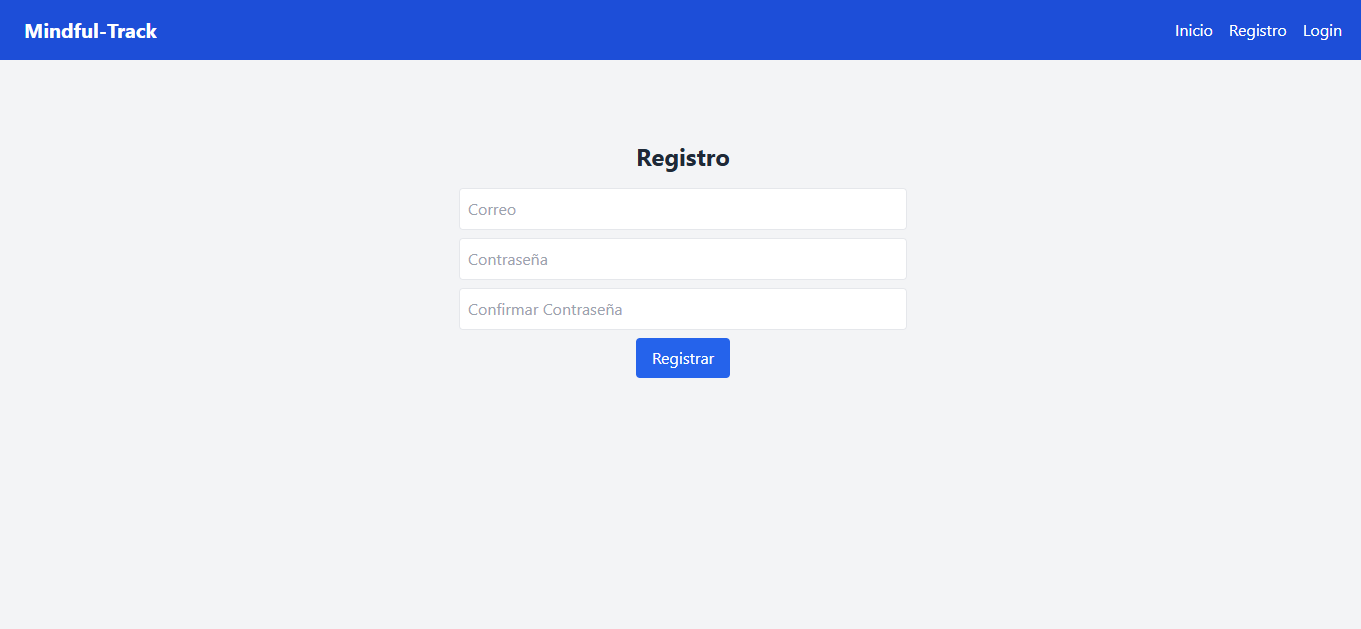 Mindful-Track
Inicio Registro Login
Registro
Correo
Contraseña
Confirmar Contraseña
Registrar